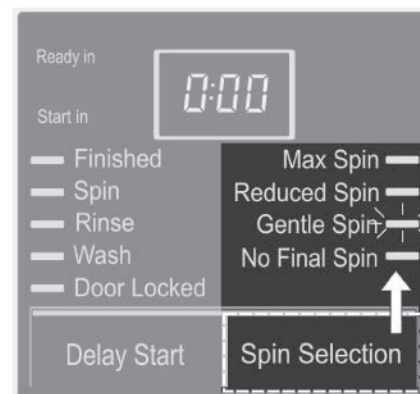 Ready in
0:00
Start in
Finished
Spin
Rinse
Wash
Door Locked
Max Spin
Reduced Spin
Gentle Spin
No Final Spin
Delay Start
Spin Selection